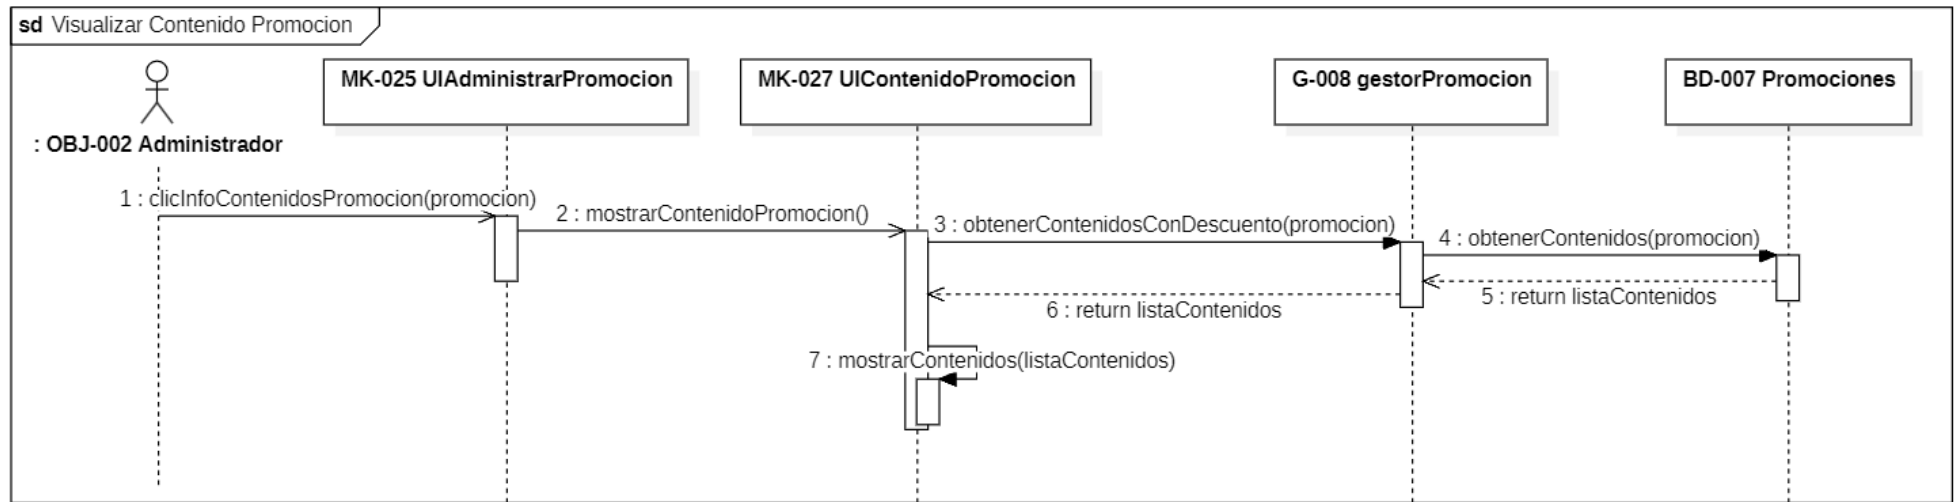 sd Visualizar Contenido Promocion
MK-025 UIAdministrarPromocion
MK-027 UIContenidoPromocion
G-008 gestorPromocion
BD-007 Promociones
: OBJ-002 Administrador
1 : clicInfoContenidosPromocion(promocion)
2 : mostrarContenidoPromocion()
3 : obtenerContenidosConDescuento(promocion)
4 : obtenerContenidos(promocion)
5 : return listaContenidos
6 : return listaContenidos
7 : mostrarContenidos(listaContenidos)